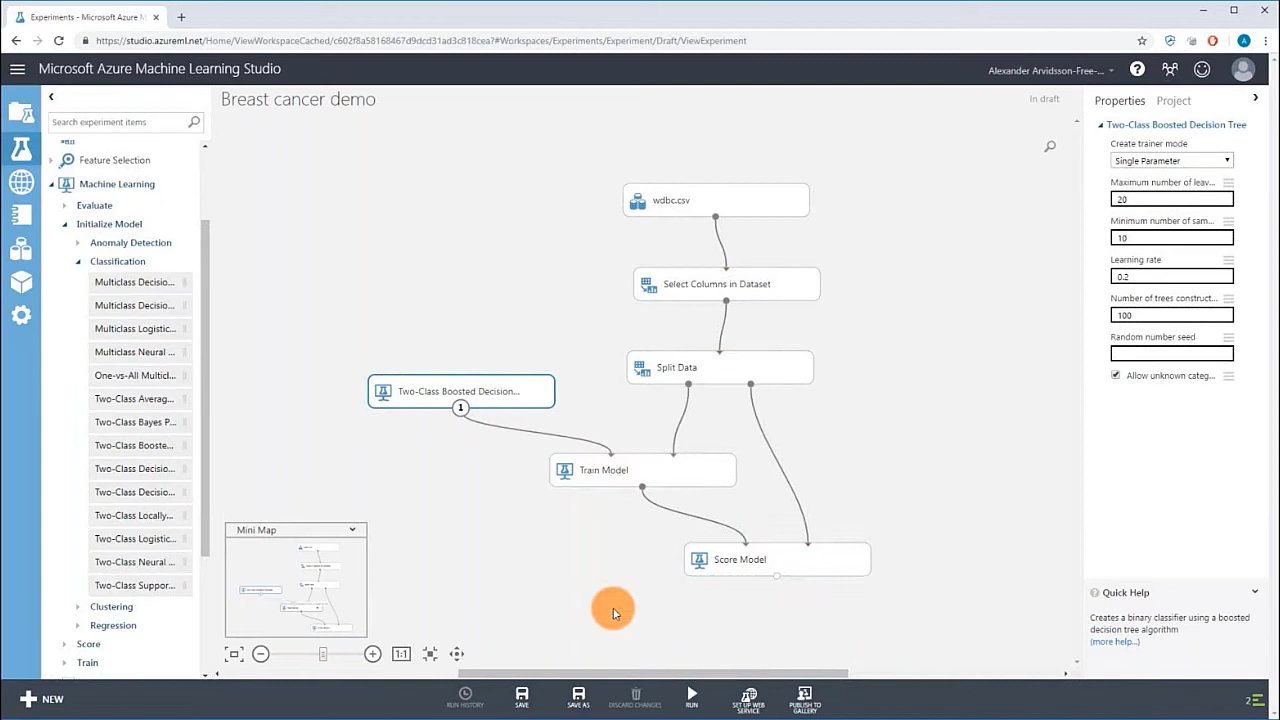 Experiments - Microsoft Azure M
https://studio.azureml.net/Home/ViewWorkspaceCached/c602f8a58168467d9dcd31ad3c818cea?#Workspaces/Experiments/Experiment/Draft/ViewExperiment
A
Microsoft Azure Machine Learning Studio
Alexander Arvidsson-Free-...
Search experiment items
Feature Selection
Machine Learning
Evaluate
Initialize Model
Anomaly Detection
Classification
Multiclass Decisio...
Multiclass Decisio...
Multiclass Logistic...
Multiclass Neural ...
One-vs-All Multicl...
Two-Class Averag...
Two-Class Bayes P...
Two-Class Booste...
Two-Class Decisio...
Two-Class Decisio...
Two-Class Locally...
Two-Class Logistic...
Two-Class Neural ...
Two-Class Suppor...
Clustering
Regression
Score
Train
Breast cancer demo
In draft
wdbc.csv
Select Columns in Dataset
Split Data
Two-Class Boosted Decision...
1
Train Model
Score Model
Mini Map
1:1
Properties Project
Two-Class Boosted Decision Tree
Create trainer mode
Single Parameter
Maximum number of leav...
20
Minimum number of sam...
10
Learning rate
0.2
Number of trees construct...
100
Random number seed
Allow unknown categ...
Quick Help
Creates a binary classifier using a boosted
decision tree algorithm
(more help...)
NEW
RUN HISTORY
SAVE
SAVE AS
DISCARD CHANGES
RUN
SET UP WEB
SERVICE
PUBLISH TO
GALLERY
2